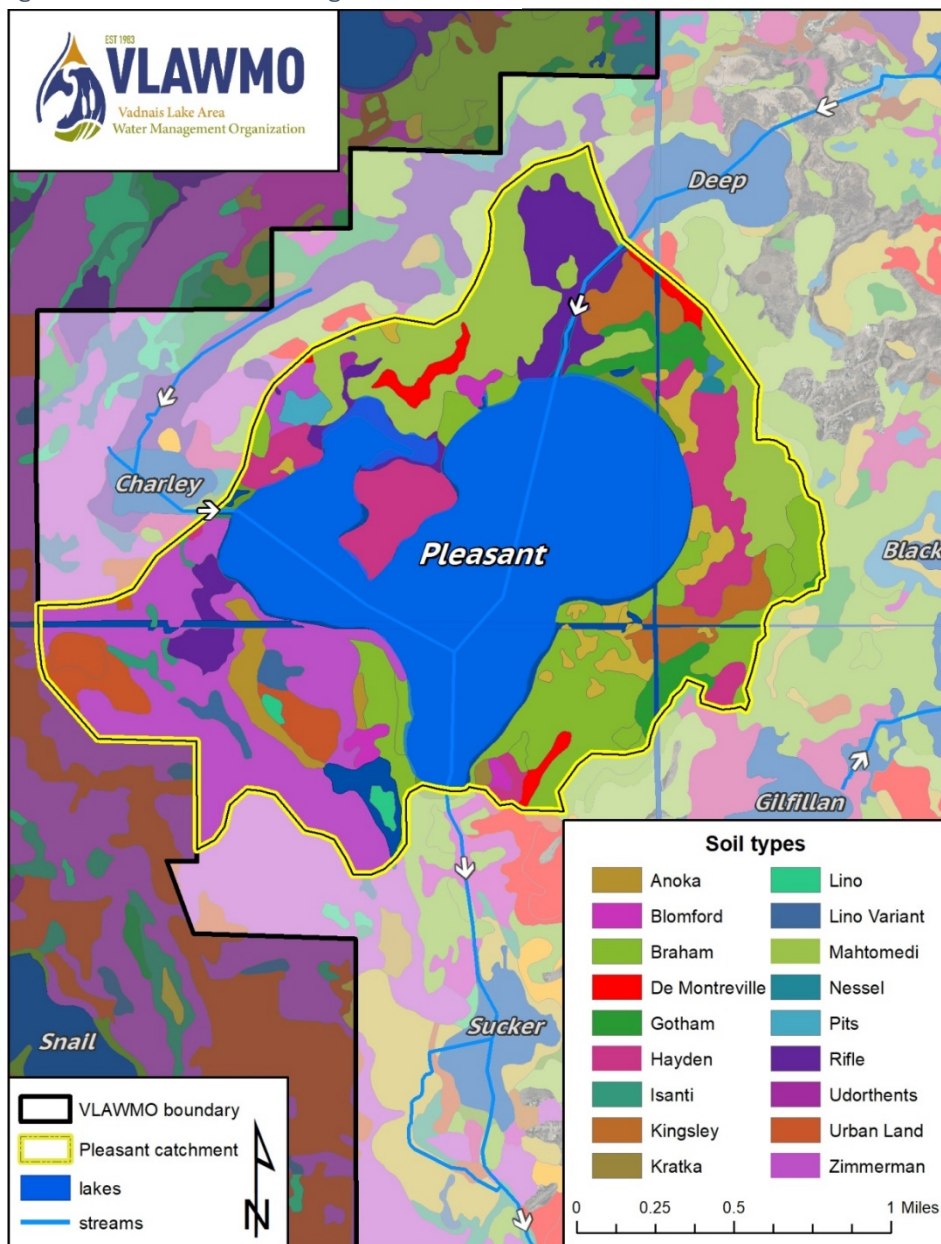 EST 1983
VLAWMO
Vadnais Lake Area
Water Management Organization
Deep
Charley
Pleasant
Black
Gilfillan
Sucker
Snail
VLAWMO boundary
Pleasant catchment
lakes
streams
N
Soil types
Anoka
Blomford
Braham
De Montreville
Gotham
Hayden
Isanti
Kingsley
Kratka
Lino
Lino Variant
Mahtomedi
Nessel
Pits
Rifle
Udorthents
Urban Land
Zimmerman
0 0.25 0.5 1 Miles